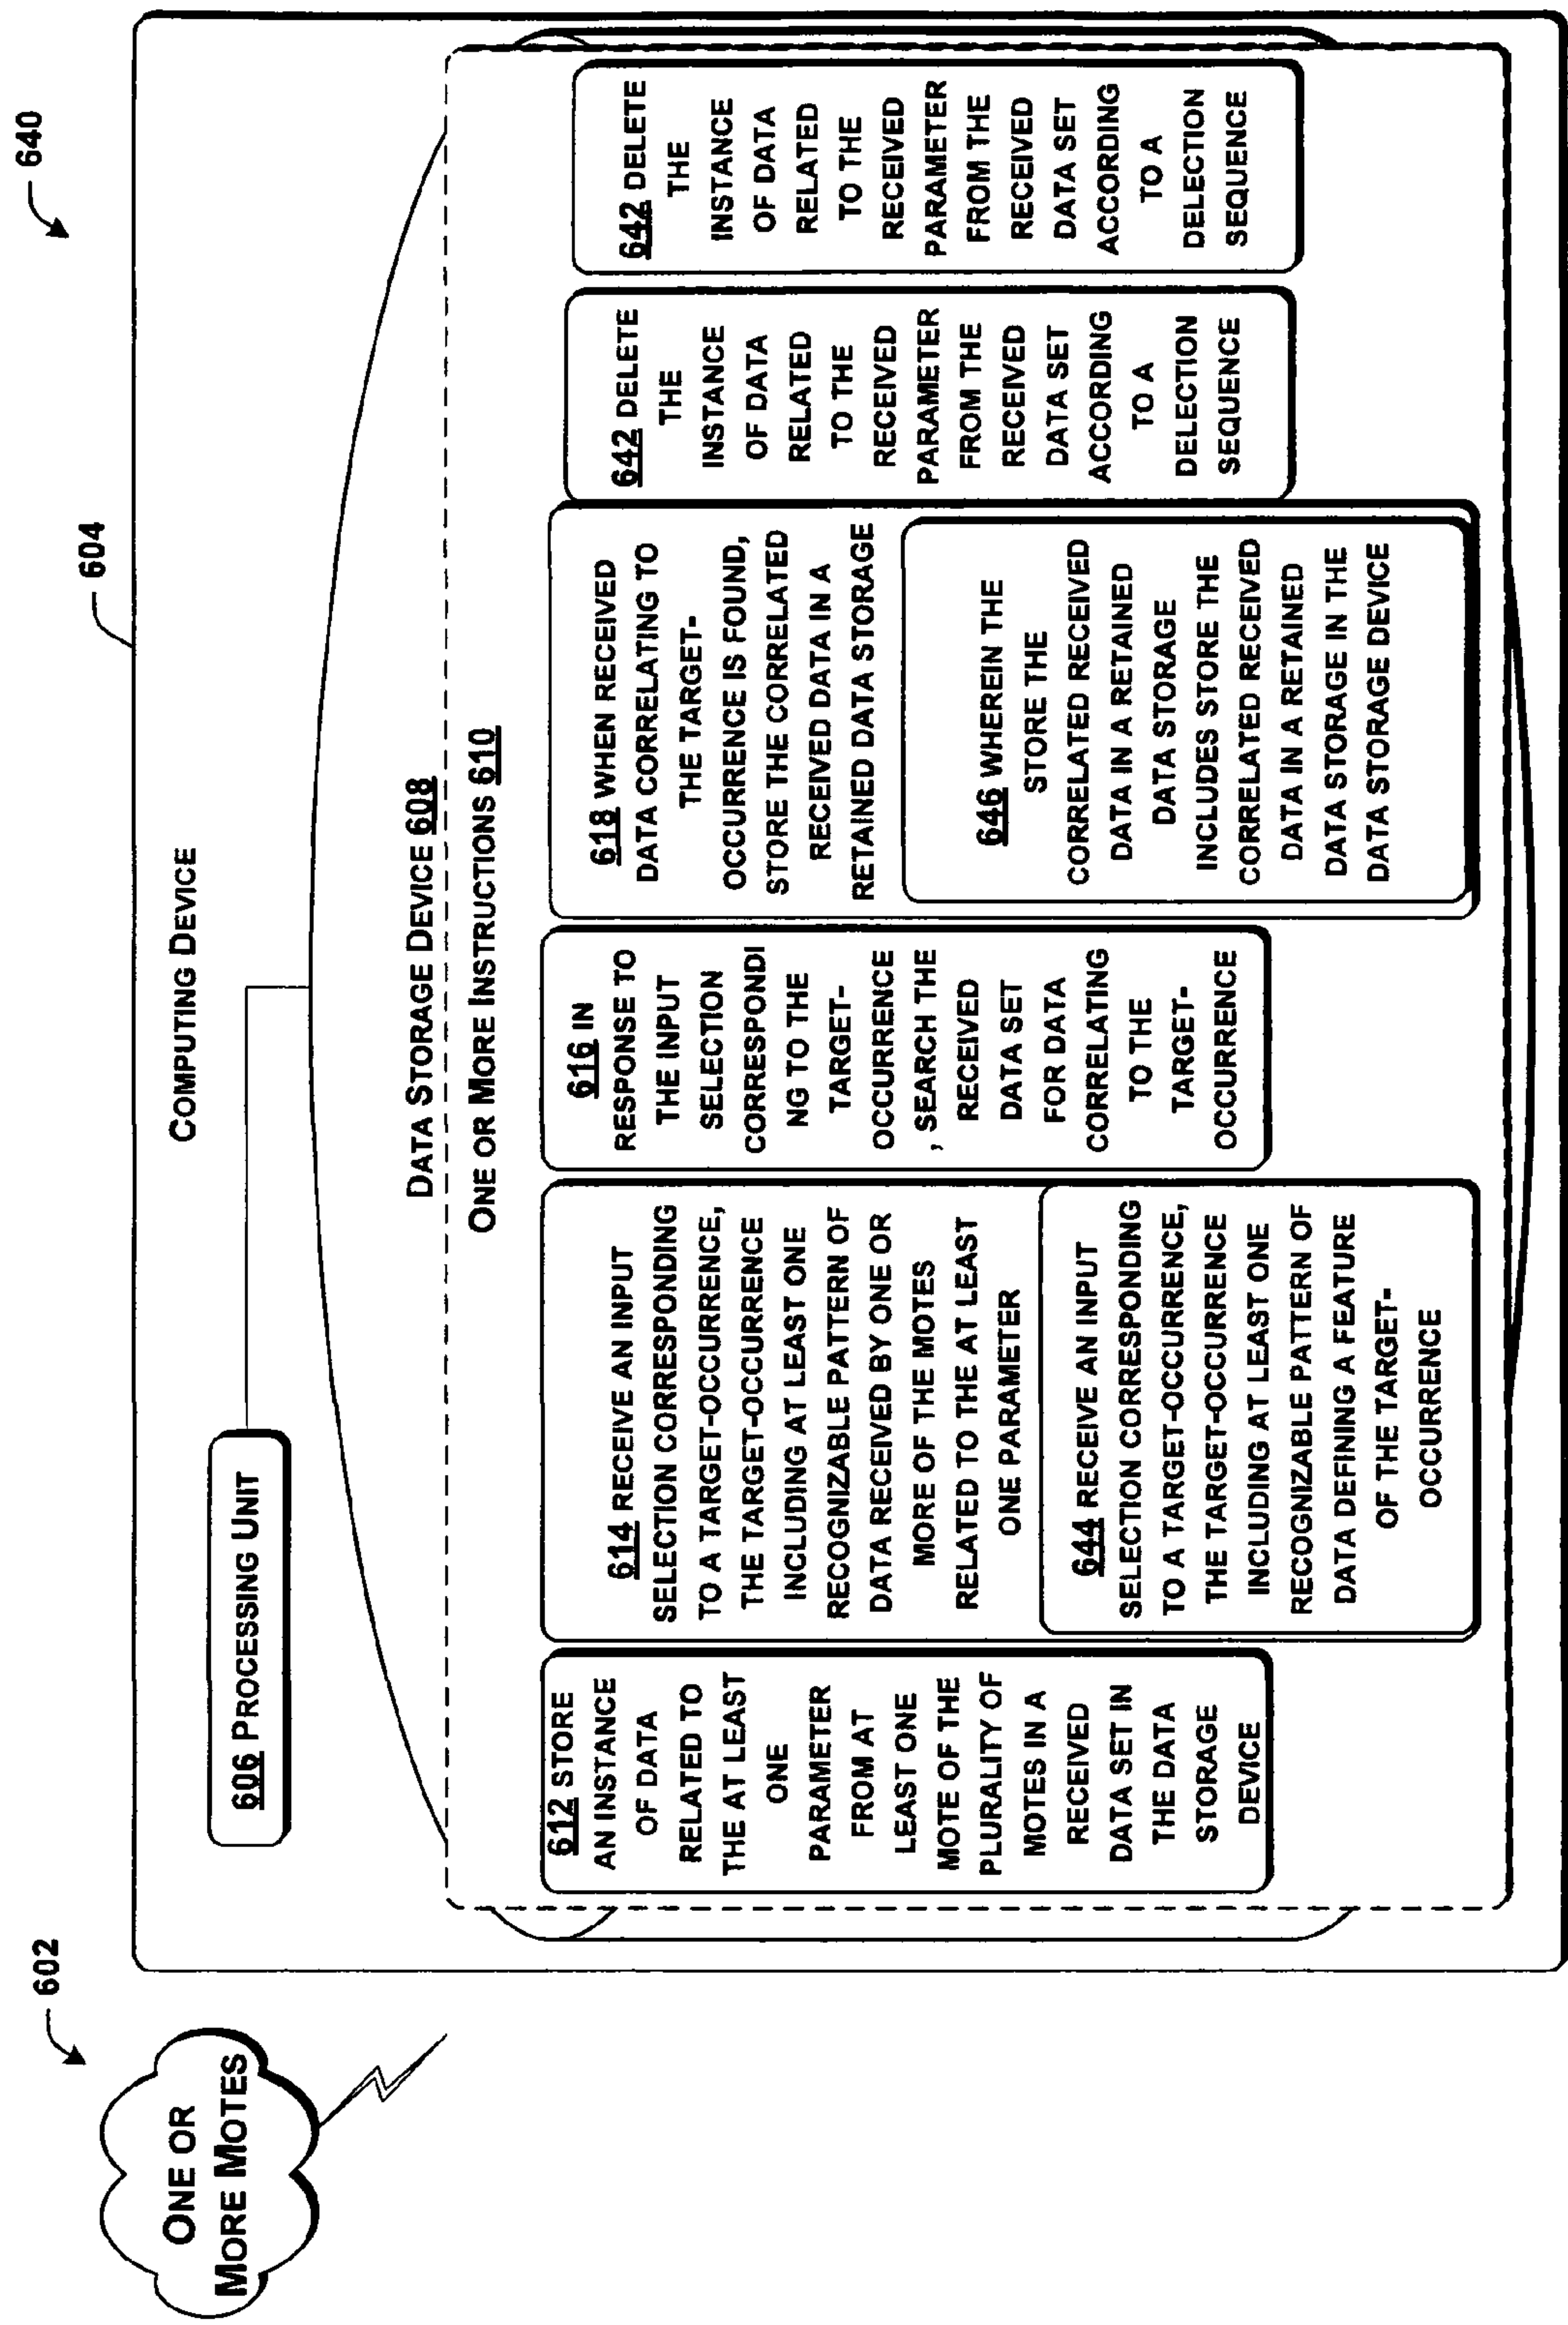 640
604
602
ONE OR
MORE MOTES
COMPUTING DEVICE
606 PROCESSING UNIT
DATA STORAGE DEVICE 608
ONE OR MORE INSTRUCTIONS 610
612 STORE
AN INSTANCE
OF DATA
RELATED TO
THE AT LEAST
ONE
PARAMETER
FROM AT
LEAST ONE
MOTE OF THE
PLURALITY OF
MOTES IN A
RECEIVED
DATA SET IN
THE DATA
STORAGE
DEVICE
614 RECEIVE AN INPUT
SELECTION CORRESPONDING
TO A TARGET-OCCURRENCE,
THE TARGET-OCCURRENCE
INCLUDING AT LEAST ONE
RECOGNIZABLE PATTERN OF
DATA RECEIVED BY ONE OR
MORE OF THE MOTES
RELATED TO THE AT LEAST
ONE PARAMETER
644 RECEIVE AN INPUT
SELECTION CORRESPONDING
TO A TARGET-OCCURRENCE,
THE TARGET-OCCURRENCE
INCLUDING AT LEAST ONE
RECOGNIZABLE PATTERN OF
DATA DEFINING A FEATURE
OF THE TARGET-
OCCURRENCE
616 IN
RESPONSE TO
THE INPUT
SELECTION
CORRESPONDI
NG TO THE
TARGET-
OCCURRENCE
, SEARCH THE
RECEIVED
DATA SET
FOR DATA
CORRELATING
TO THE
TARGET-
OCCURRENCE
618 WHEN RECEIVED
DATA CORRELATING TO
THE TARGET-
OCCURRENCE IS FOUND,
STORE THE CORRELATED
RECEIVED DATA IN A
RETAINED DATA STORAGE
646 WHEREIN THE
STORE THE
CORRELATED RECEIVED
DATA IN A RETAINED
DATA STORAGE
INCLUDES STORE THE
CORRELATED RECEIVED
DATA IN A RETAINED
DATA STORAGE IN THE
DATA STORAGE DEVICE
642 DELETE
THE
INSTANCE
OF DATA
RELATED
TO THE
RECEIVED
PARAMETER
FROM THE
RECEIVED
DATA SET
ACCORDING
TO A
DELECTION
SEQUENCE
642 DELETE
THE
INSTANCE
OF DATA
RELATED
TO THE
RECEIVED
PARAMETER
FROM THE
RECEIVED
DATA SET
ACCORDING
TO A
DELECTION
SEQUENCE